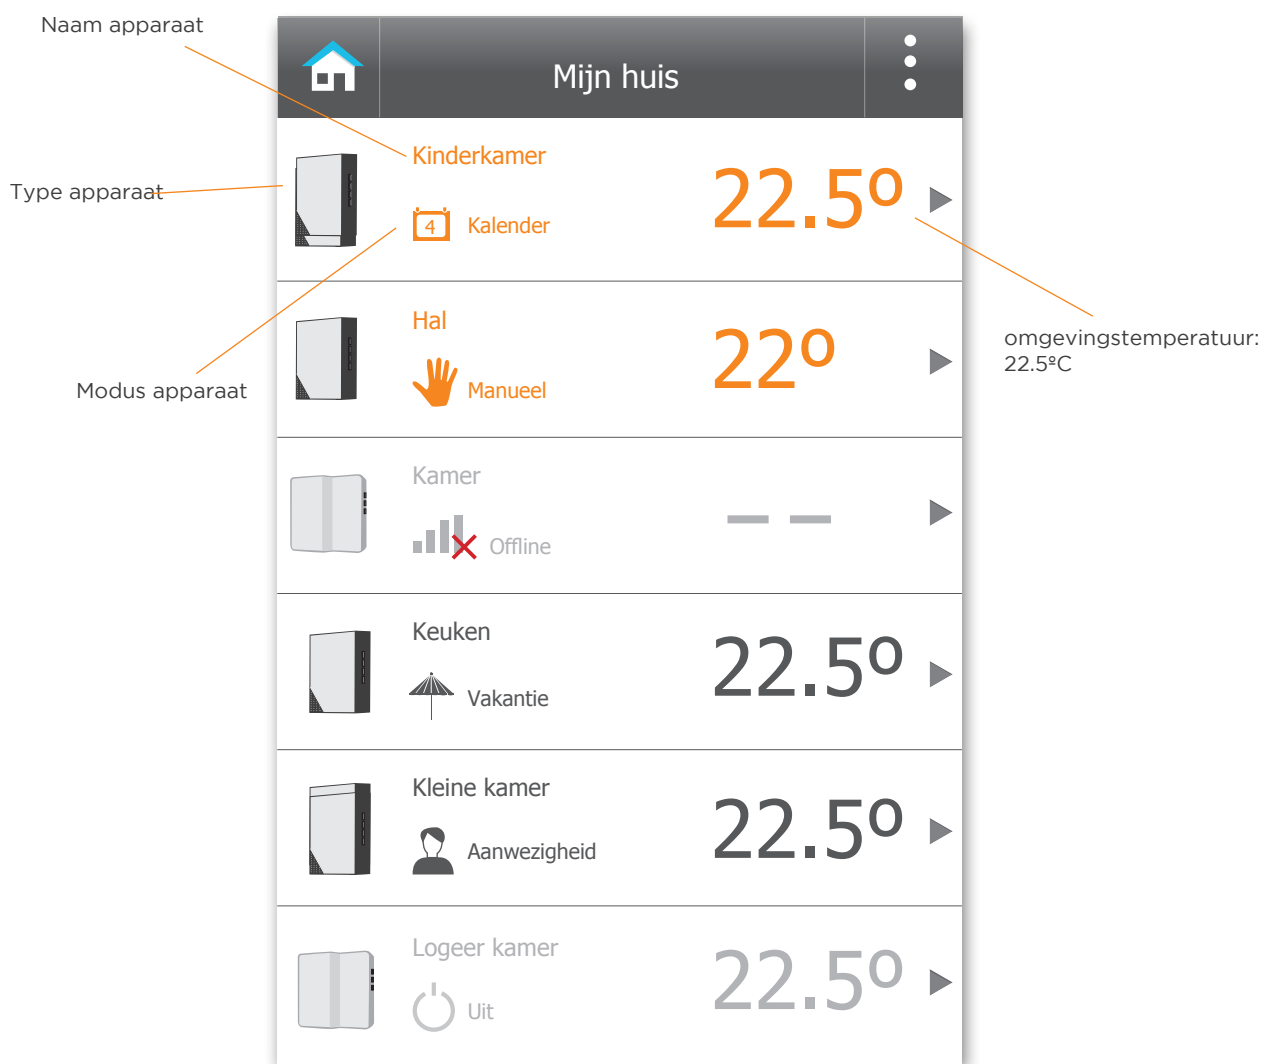 Naam apparaat
Mijn huis
Kinderkamer
22.5º
Type apparaat
4 Kalender
Hal
22º
omgevingstemperatuur:
22.5ºC
Modus apparaat
Manueel
Kamer
— —
Offline
Keuken
22.5º
Vakantie
Kleine kamer
22.5º
Aanwezigheid
Logeer kamer
22.5º
Uit